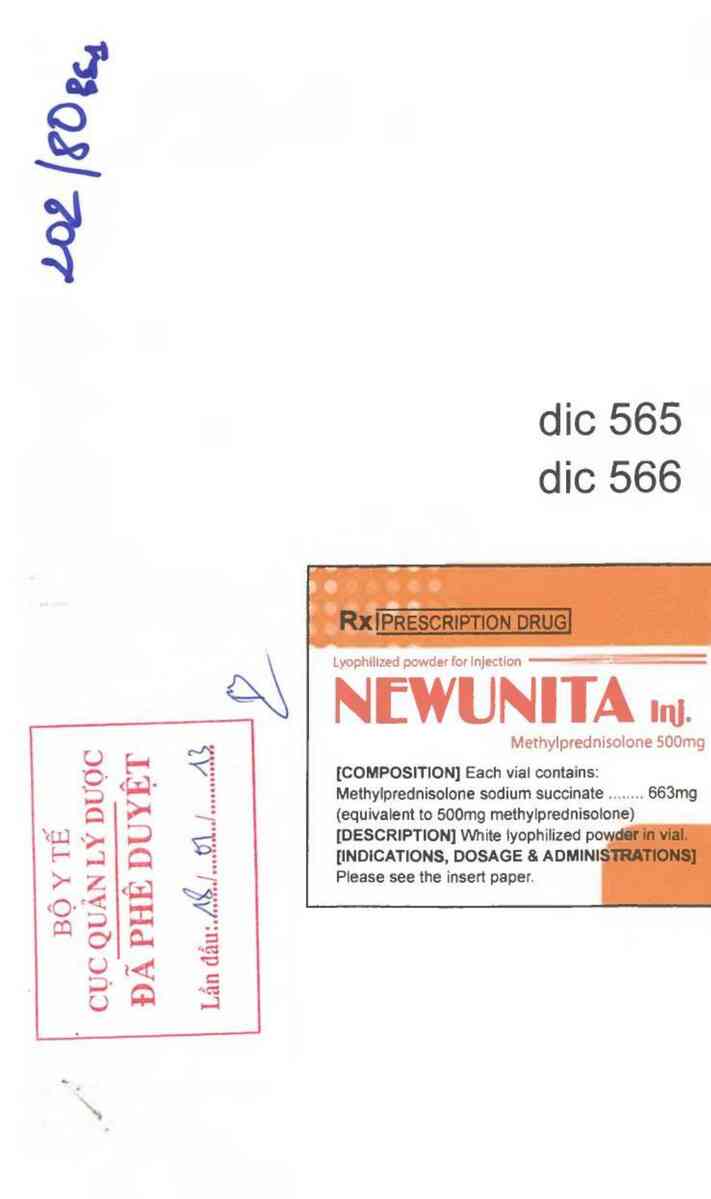 202/80
dic 565
dic 566
Rx PRESCRIPTION DRUG
Lyophilized powder for Injection
NEWUNITA Inj.
Methylprednisolone 500mg
[COMPOSITION] Each vial contains:
Methylprednisolone sodium succinate ........ 663mg
(equivalent to 500mg methylprednisolone)
[DESCRIPTION] White lyophilized powder in vial.
[INDICATIONS, DOSAGE & ADMINISTRATIONS]
Please see the insert paper.
BỘ Y TẾ
CỤC QUẢN LÝ DƯỢC
ĐÃ PHÊ DUYỆT
Lần đầu: 18 / 01 / 13